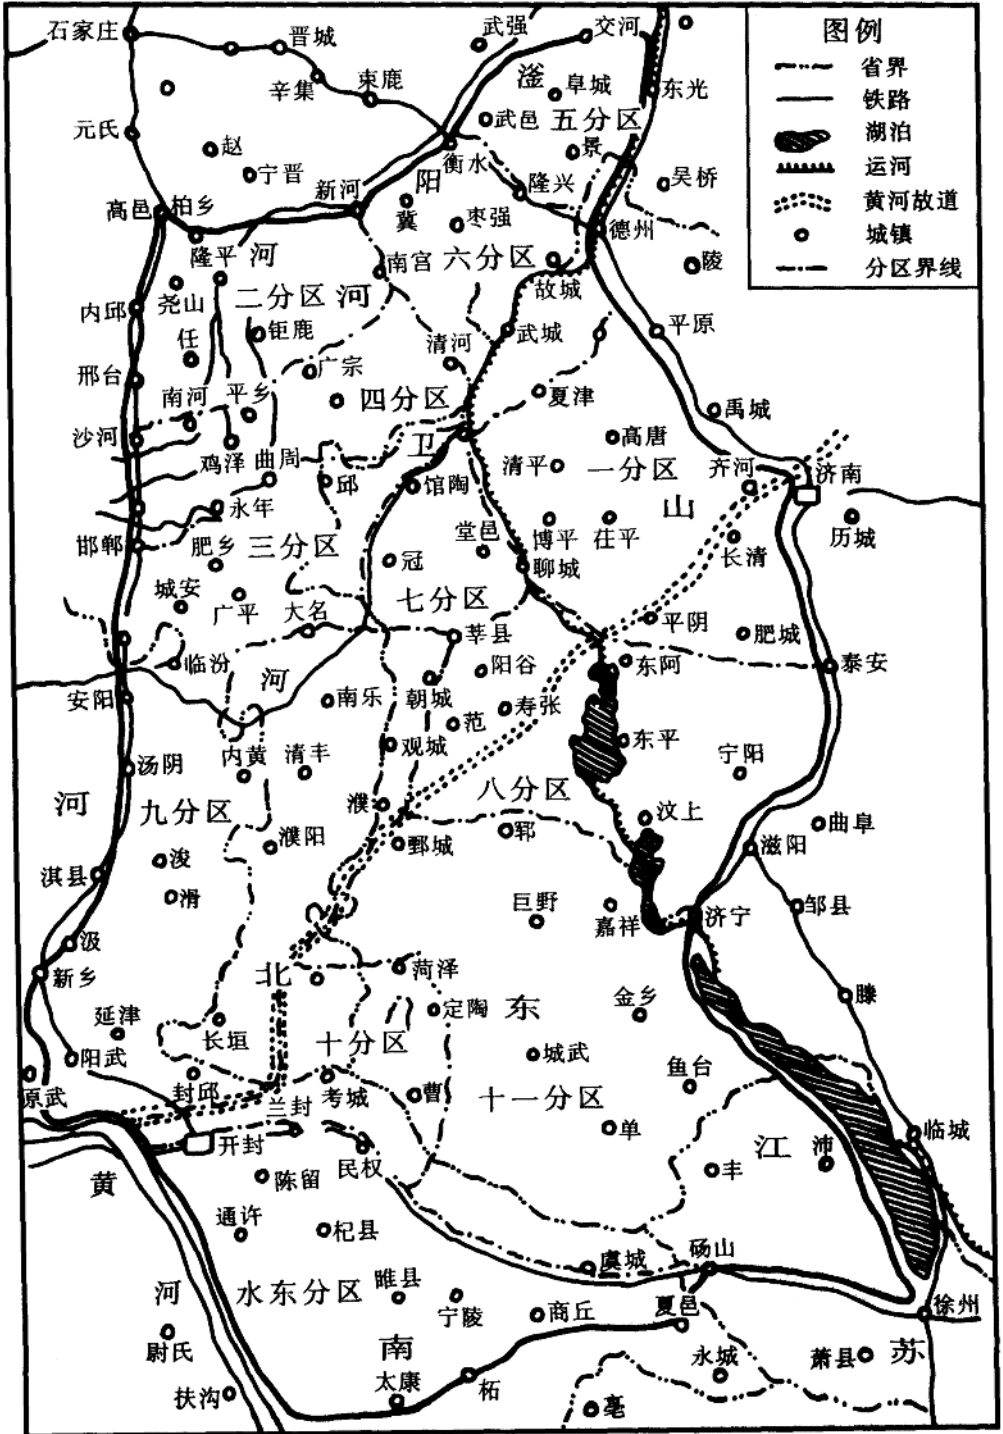 图例
省界
铁路
湖泊
运河
黄河故道
城镇
分区界线
石家庄
晋城
武强
交河
辛集
束鹿
滏
阜城
东光
元氏
赵
武邑
五分区
宁晋
衡水
景
新河
阳
隆兴
吴桥
高邑
柏乡
冀
枣强
德州
隆平
河
南宫
六分区
陵
尧山
二分区
河
故城
内邱
钜鹿
武城
平原
任
清河
邢台
广宗
南河
平乡
四分区
夏津
禹城
沙河
卫
高唐
鸡泽
曲周
清平
一分区
齐河
济南
邱
馆陶
永年
山
邯郸
肥乡
三分区
堂邑
博平
茌平
历城
冠
聊城
长清
城安
广平
大名
七分区
平阴
莘县
肥城
临汾
阳谷
东阿
泰安
河
安阳
南乐
朝城
寿张
范
内黄
清丰
观城
东平
宁阳
汤阴
河
九分区
濮
八分区
汶上
曲阜
濮阳
鄄城
郓
滋阳
浚
淇县
滑
巨野
嘉祥
济宁
邹县
汲
新乡
北
菏泽
滕
定陶
东
金乡
延津
长垣
十分区
阳武
城武
鱼台
原武
封邱
兰封
考城
曹
十一分区
开封
单
江
沛
临城
黄
民权
陈留
丰
通许
杞县
砀山
虞城
河
水东分区
睢县
宁陵
商丘
夏邑
徐州
尉氏
南
永城
萧县
苏
太康
柘
扶沟
亳